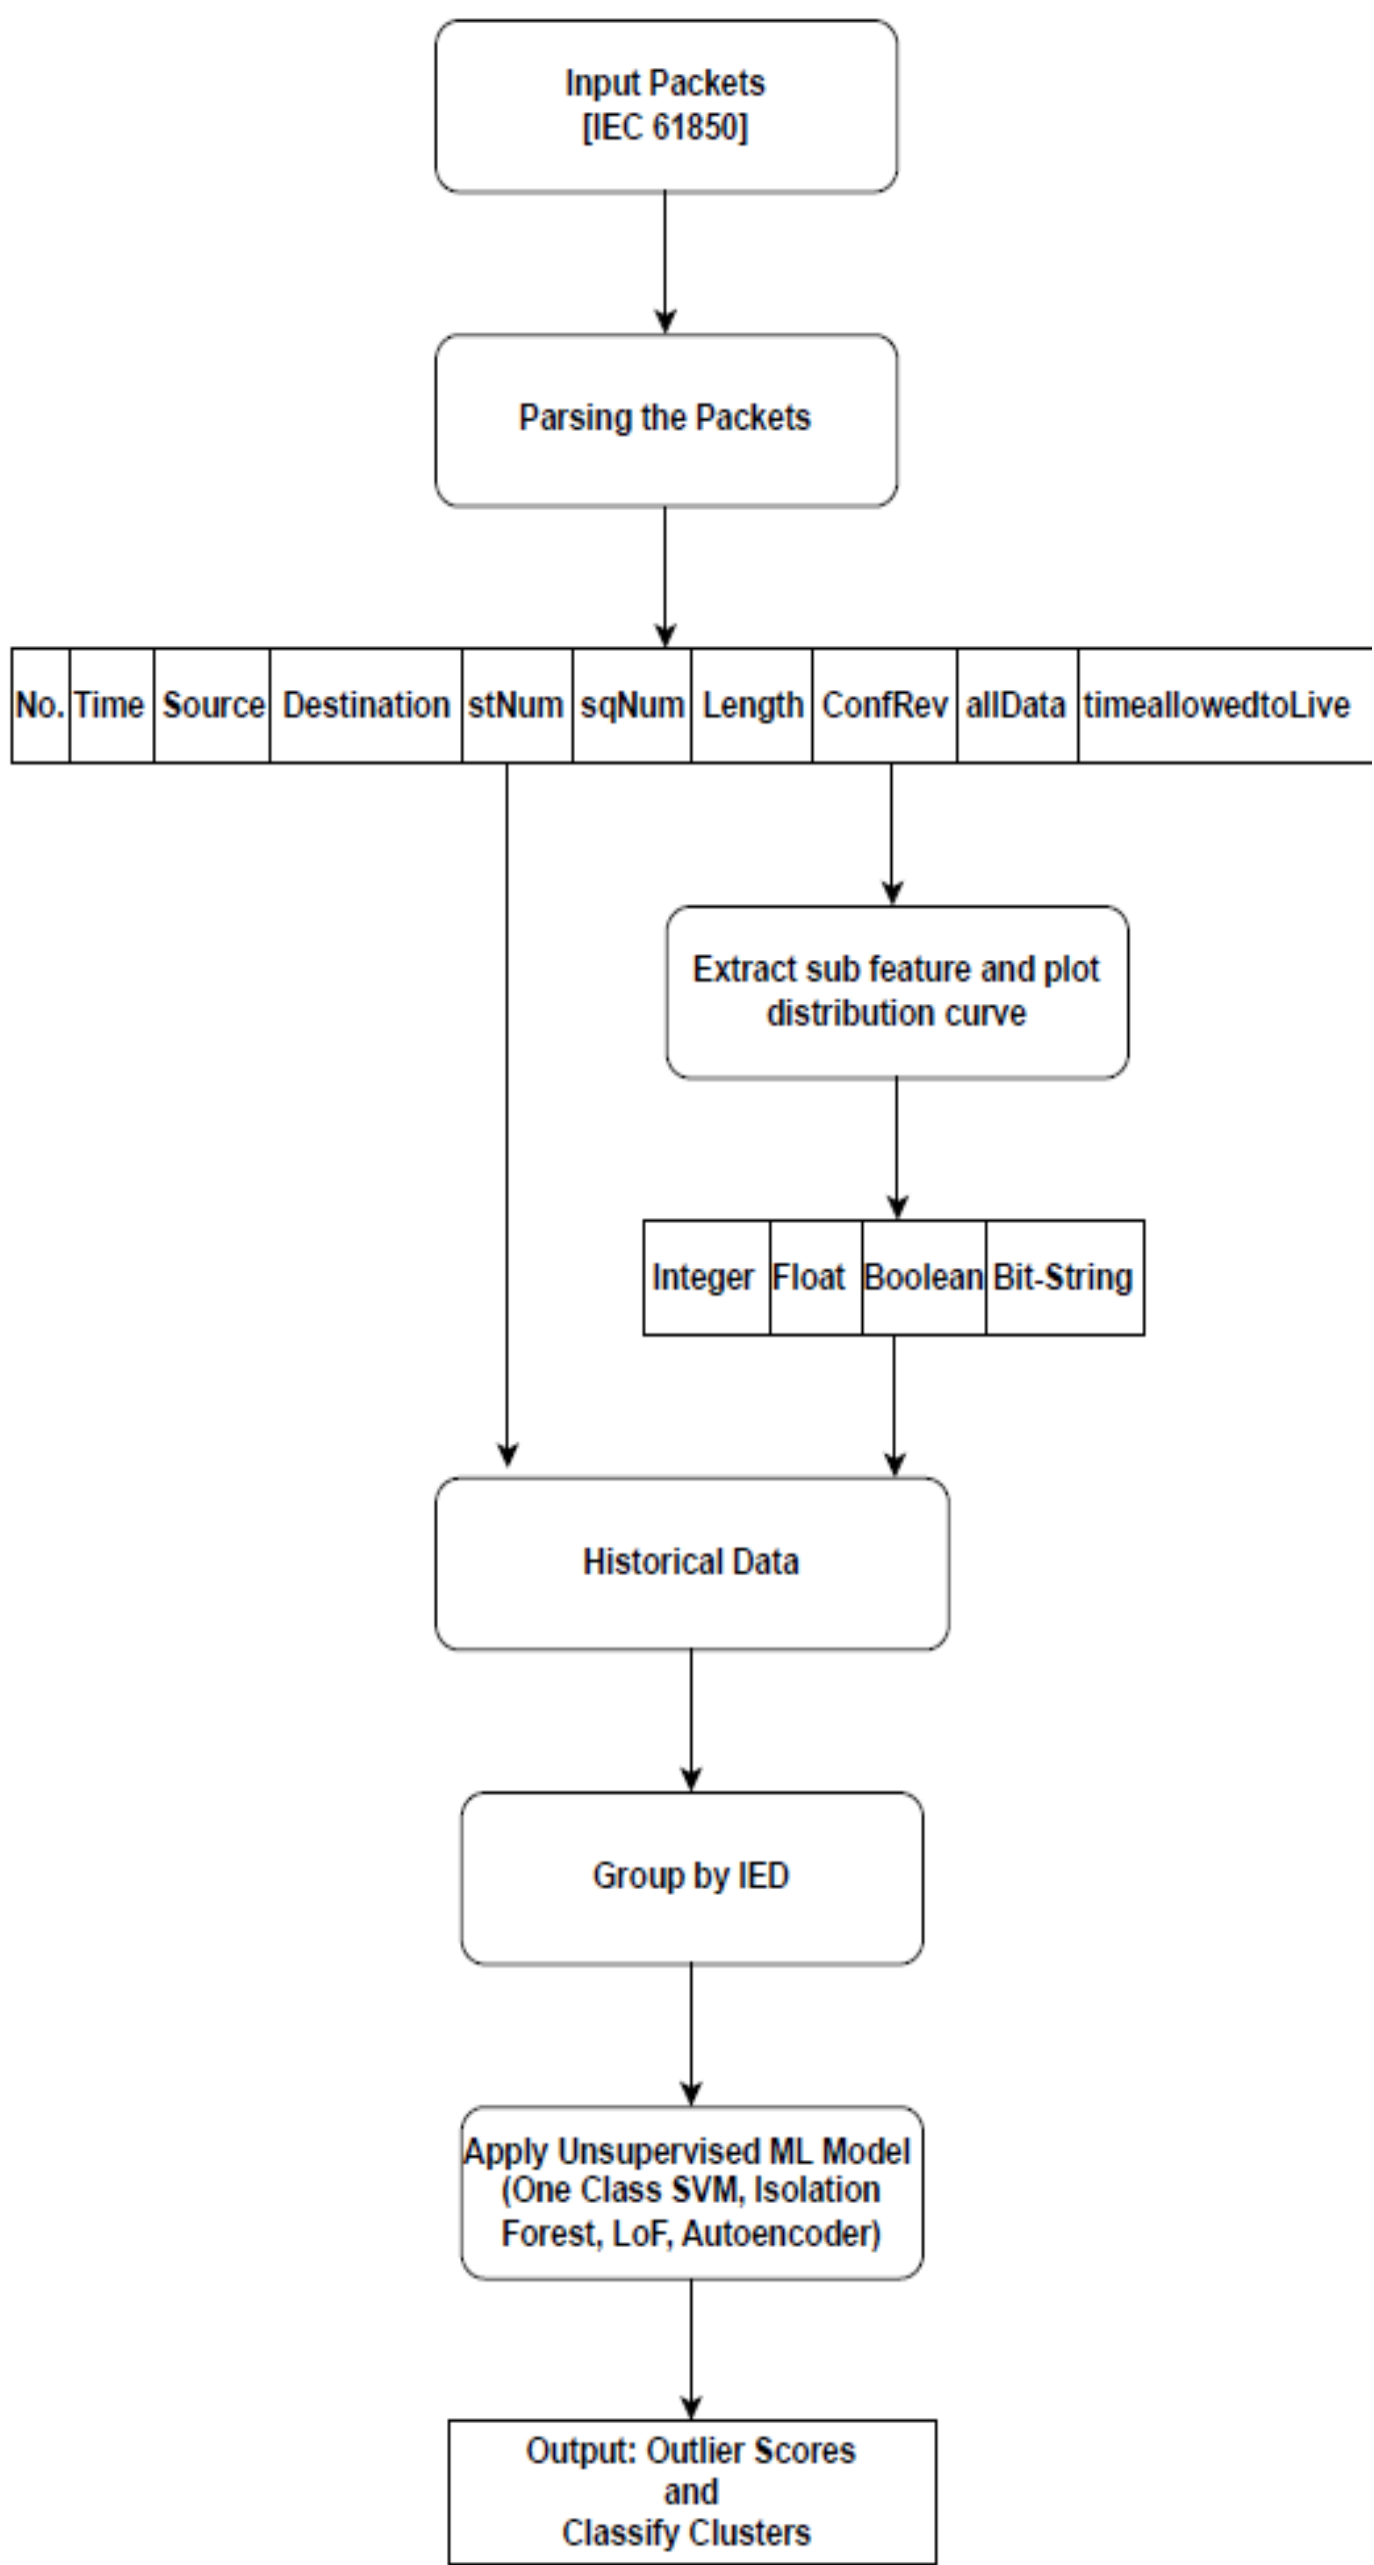 Input Packets
[IEC 61850]
Parsing the Packets
No. Time Source Destination stNum sqNum Length ConfRev allData timeallowedtoLive
Extract sub feature and plot
distribution curve
Integer Float Boolean Bit-String
Historical Data
Group by IED
Apply Unsupervised ML Model
(One Class SVM, Isolation
Forest, LoF, Autoencoder)
Output: Outlier Scores
and
Classify Clusters